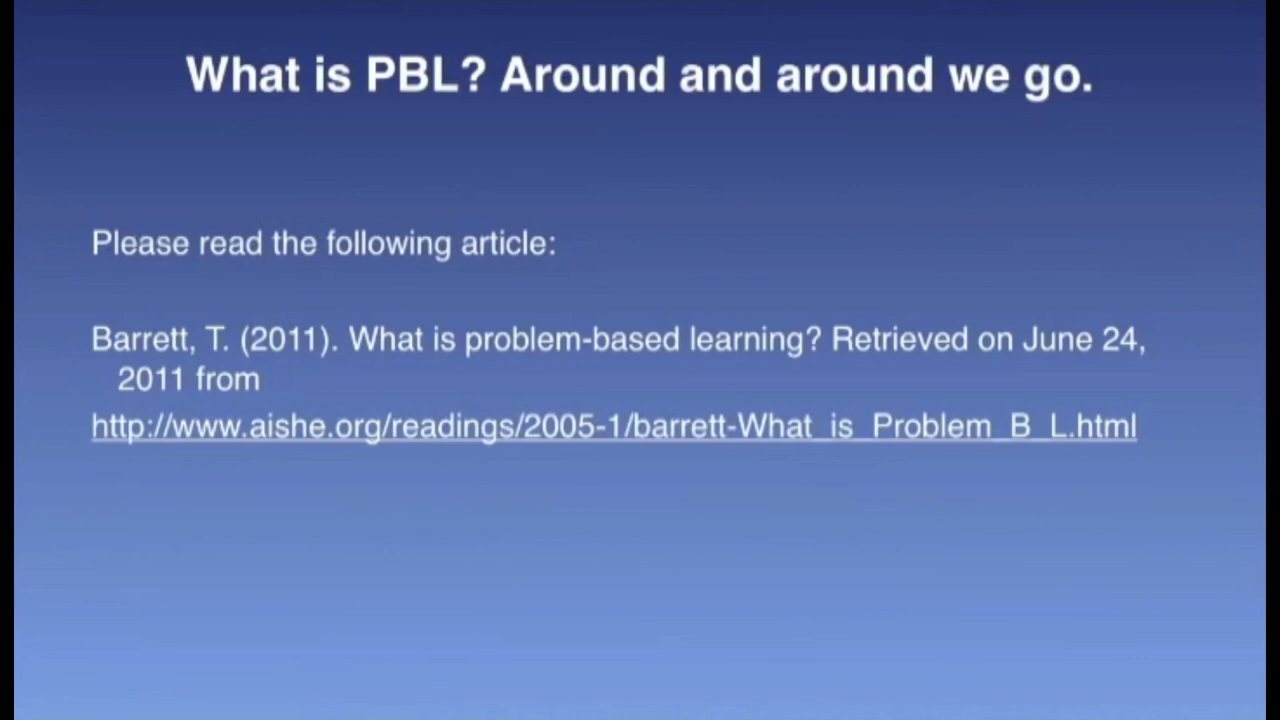 What is PBL? Around and around we go.
Please read the following article:
Barrett, T. (2011). What is problem-based learning? Retrieved on June 24,
2011 from
http://www.aishe.org/readings/2005-1/barrett-What_is_Problem_B_L.html